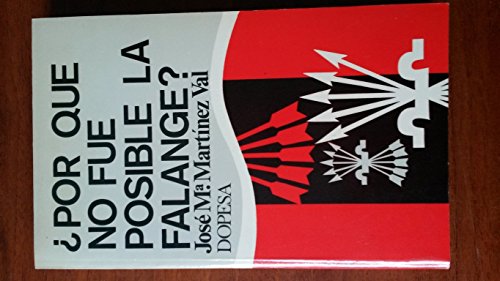 ¿POR QUE
NO FUE
POSIBLE LA
FALANGE?
José Mª. Martínez Val
DOPESA